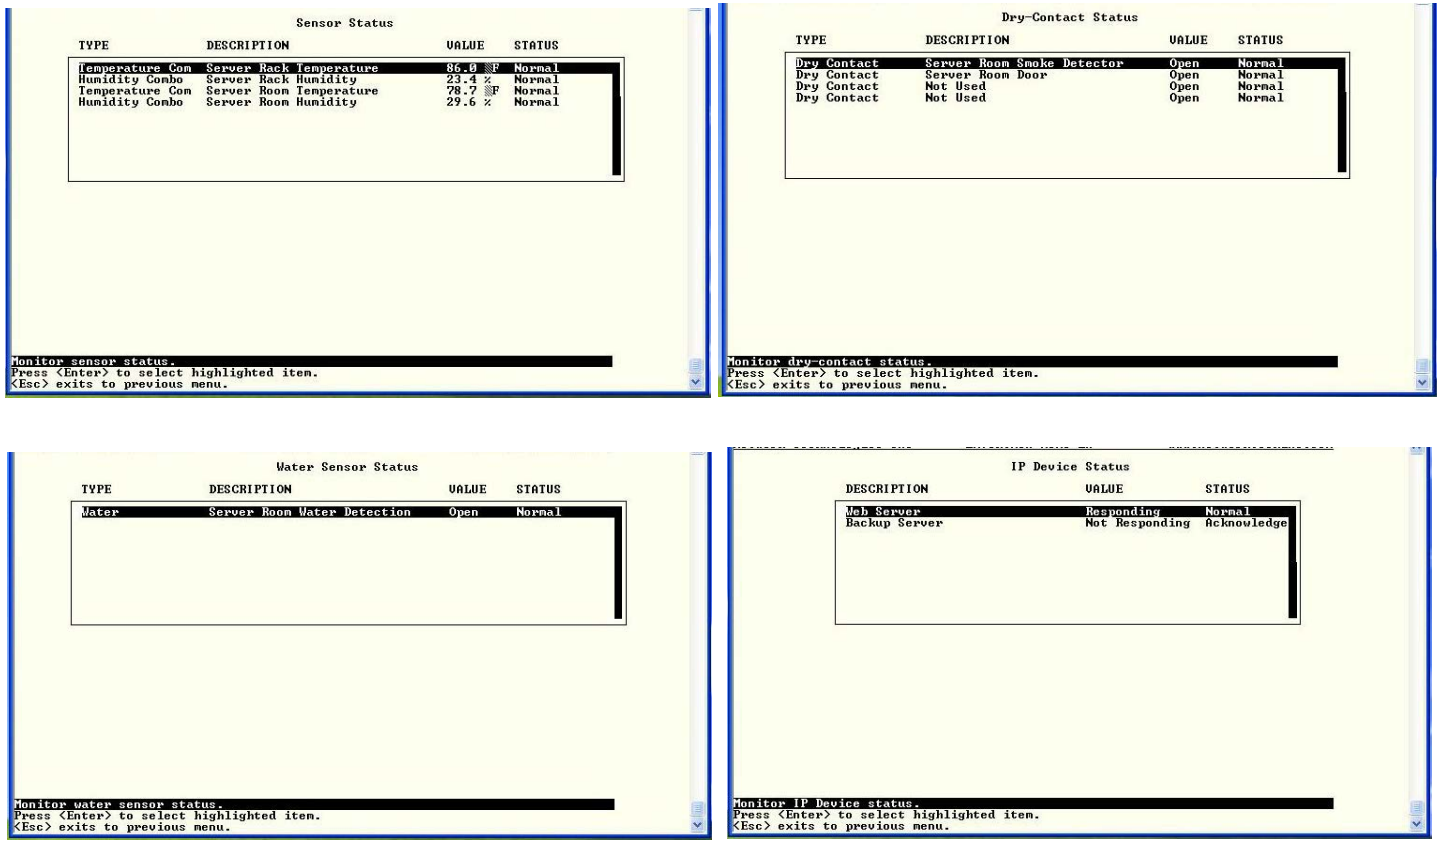 Sensor Status
TYPE DESCRIPTION VALUE STATUS
Temperature Com Server Rack Temperature 86.0 ▒F Normal
Humidity Combo Server Rack Humidity 23.4 % Normal
Temperature Com Server Room Temperature 78.7 ▒F Normal
Humidity Combo Server Room Humidity 29.6 % Normal
Monitor sensor status.
Press <Enter> to select highlighted item.
<Esc> exits to previous menu.
Dry-Contact Status
TYPE DESCRIPTION VALUE STATUS
Dry Contact Server Room Smoke Detector Open Normal
Dry Contact Server Room Door Open Normal
Dry Contact Not Used Open Normal
Dry Contact Not Used Open Normal
Monitor dry-contact status.
Press <Enter> to select highlighted item.
<Esc> exits to previous menu.
Water Sensor Status
TYPE DESCRIPTION VALUE STATUS
Water Server Room Water Detection Open Normal
Monitor water sensor status.
Press <Enter> to select highlighted item.
<Esc> exits to previous menu.
IP Device Status
DESCRIPTION VALUE STATUS
Web Server Responding Normal
Backup Server Not Responding Acknowledge
Monitor IP Device status.
Press <Enter> to select highlighted item.
<Esc> exits to previous menu.